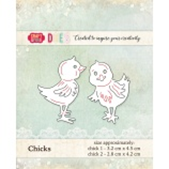 Created to inspire your creativity
Chicks
size approximately:
chick 1 - 3.2 cm x 4.5 cm
chick 2 - 2.8 cm x 4.2 cm